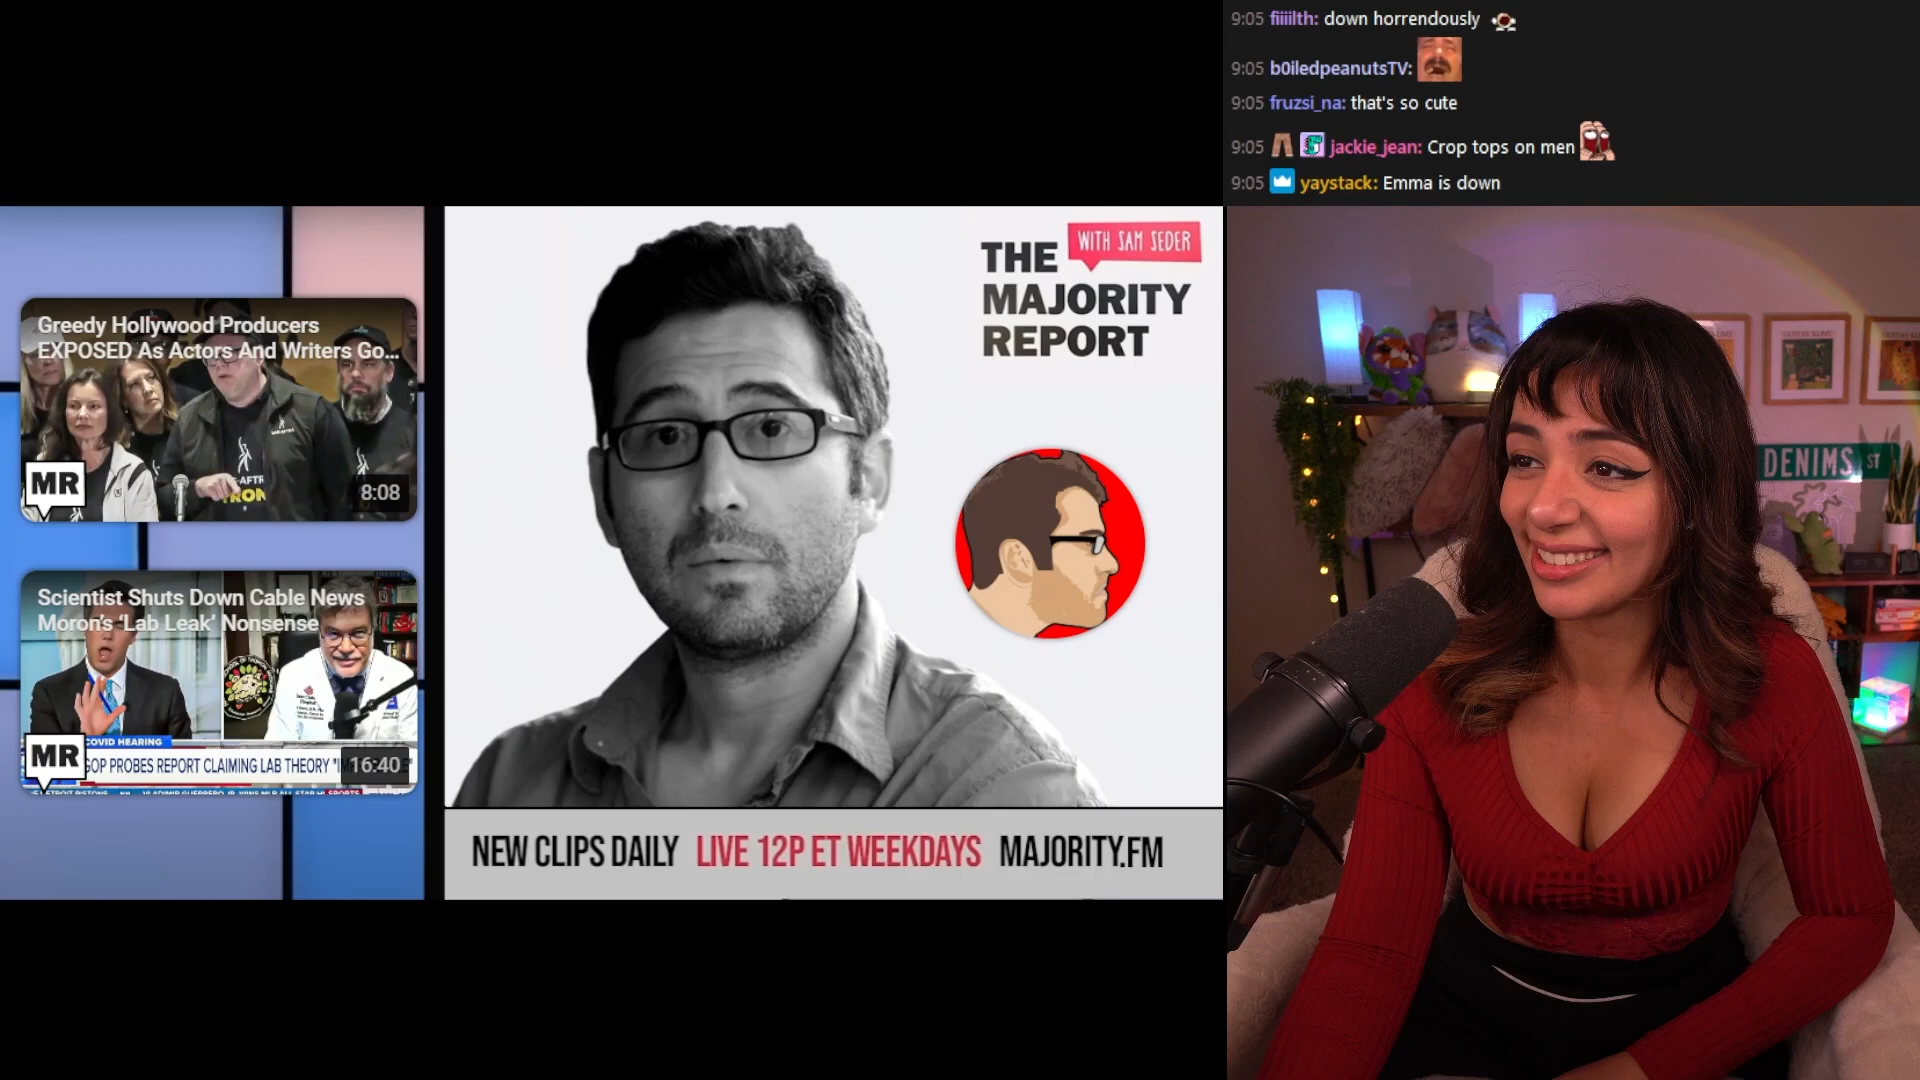 9:05 fiiiilth: down horrendously
9:05 b0iledpeanutsTV:
9:05 fruzsi_na: that's so cute
9:05 jackie_jean: Crop tops on men
9:05 yaystack: Emma is down
Greedy Hollywood Producers
EXPOSED As Actors And Writers Go...
MR
8:08
Scientist Shuts Down Cable News
Moron's 'Lab Leak' Nonsense
COVID HEARING
MR
GOP PROBES REPORT CLAIMING LAB THEORY
16:40
WITH SAM SEDER
THE
MAJORITY
REPORT
NEW CLIPS DAILY LIVE 12P ET WEEKDAYS MAJORITY.FM
DENIMS ST